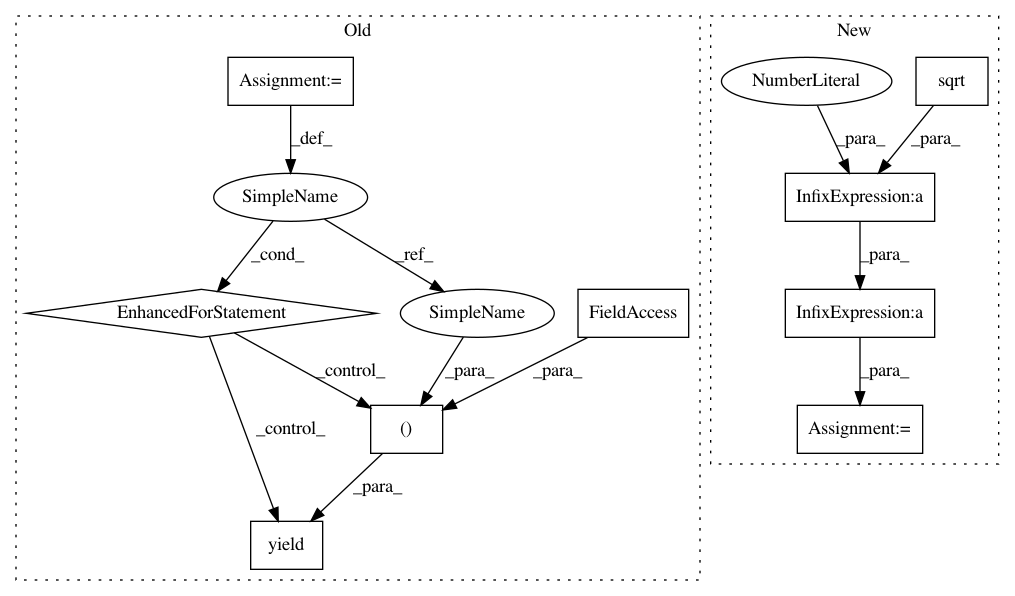 Old
New
Assignment:=
NumberLiteral
sqrt
_def_
_para_
_para_
SimpleName
InfixExpression:a
_cond_
_ref_
_para_
EnhancedForStatement
SimpleName
FieldAccess
InfixExpression:a
_control_
_para_
_para_
_para_
_control_
()
Assignment:=
_para_
yield